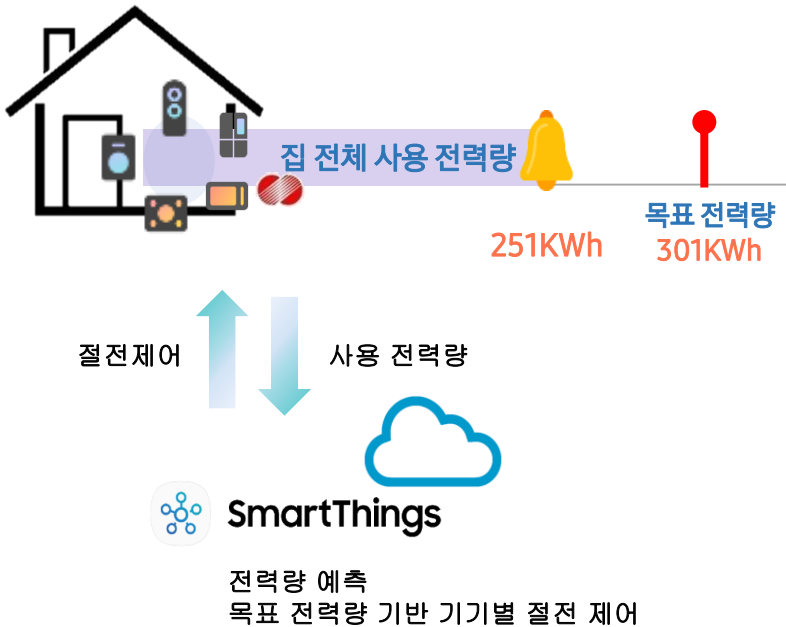 집 전체 사용 전력량
251KWh
목표 전력량
301KWh
절전제어
사용 전력량
SmartThings
전력량 예측
목표 전력량 기반 기기별 절전 제어